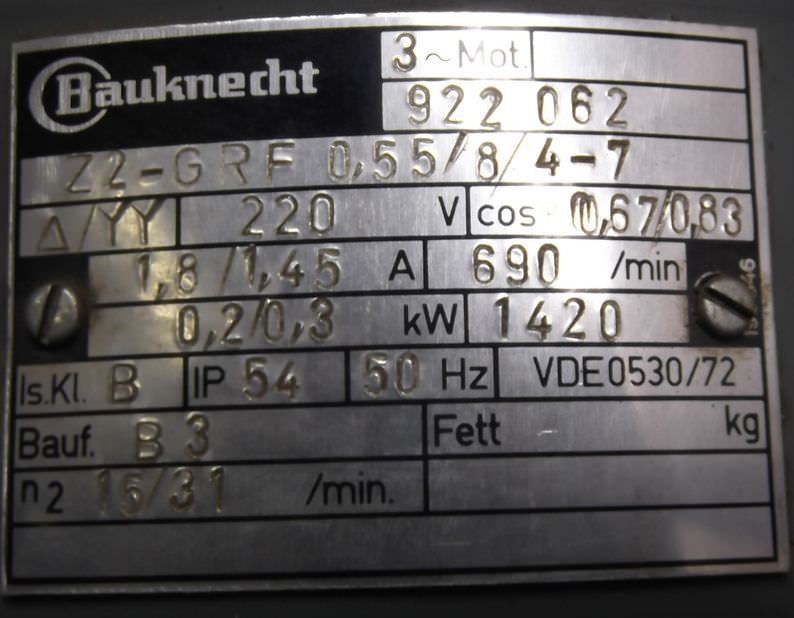 Bauknecht
3 ~ Mot.
922 062
Z2-GRF 0,55/8/4-7
Δ/YY 220 V cos 0,67/0,83
1,8/1,45 A 690 /min
0,2/0,3 kW 1420
Is.Kl. B IP 54 50 Hz VDE0530/72
Bauf. B 3 Fett kg
n2 15/31 /min.